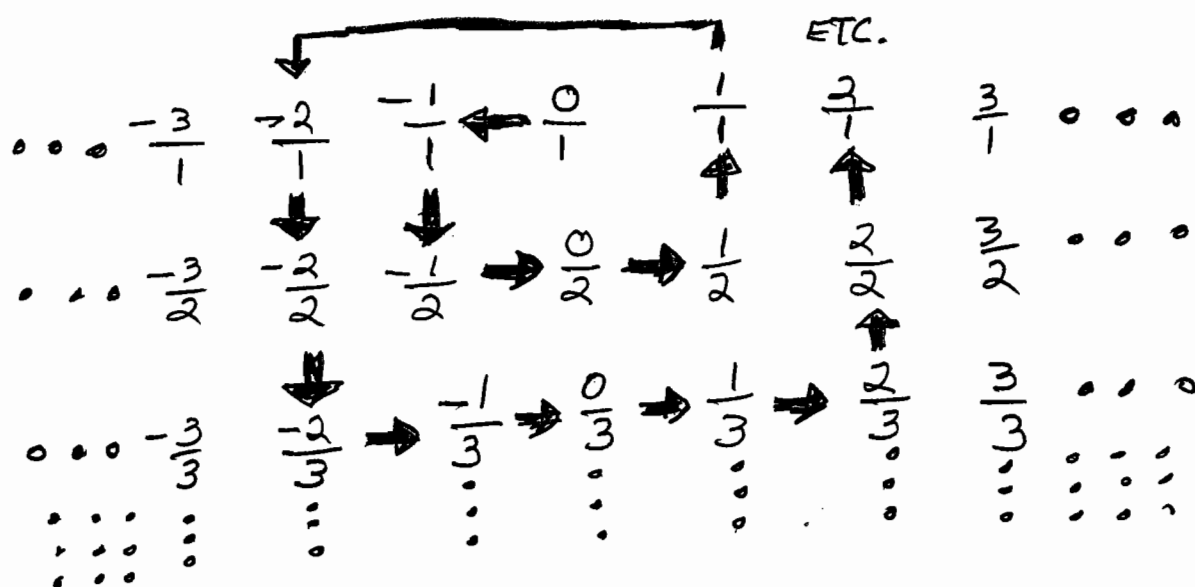 ETC.
... -3/1 -2/1 -1/1 0/1 1/1 2/1 3/1 ...
... -3/2 -2/2 -1/2 0/2 1/2 2/2 3/2 ...
... -3/3 -2/3 -1/3 0/3 1/3 2/3 3/3 ...